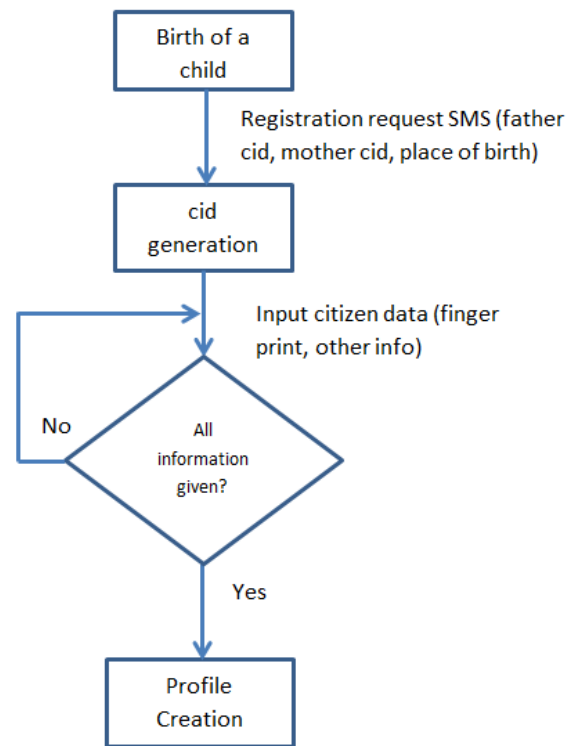 Birth of a
child
Registration request SMS (father
cid, mother cid, place of birth)
cid
generation
Input citizen data (finger
print, other info)
No
All
information
given?
Yes
Profile
Creation